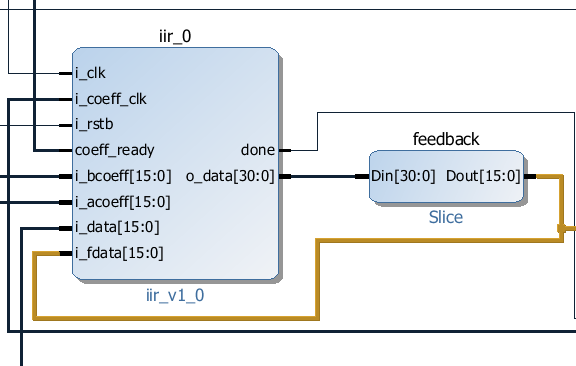 iir_0
i_clk
i_coeff_clk
i_rstb
coeff_ready
done
i_bcoeff[15:0]
o_data[30:0]
i_acoeff[15:0]
i_data[15:0]
i_fdata[15:0]
iir_v1_0
feedback
Din[30:0]
Dout[15:0]
Slice